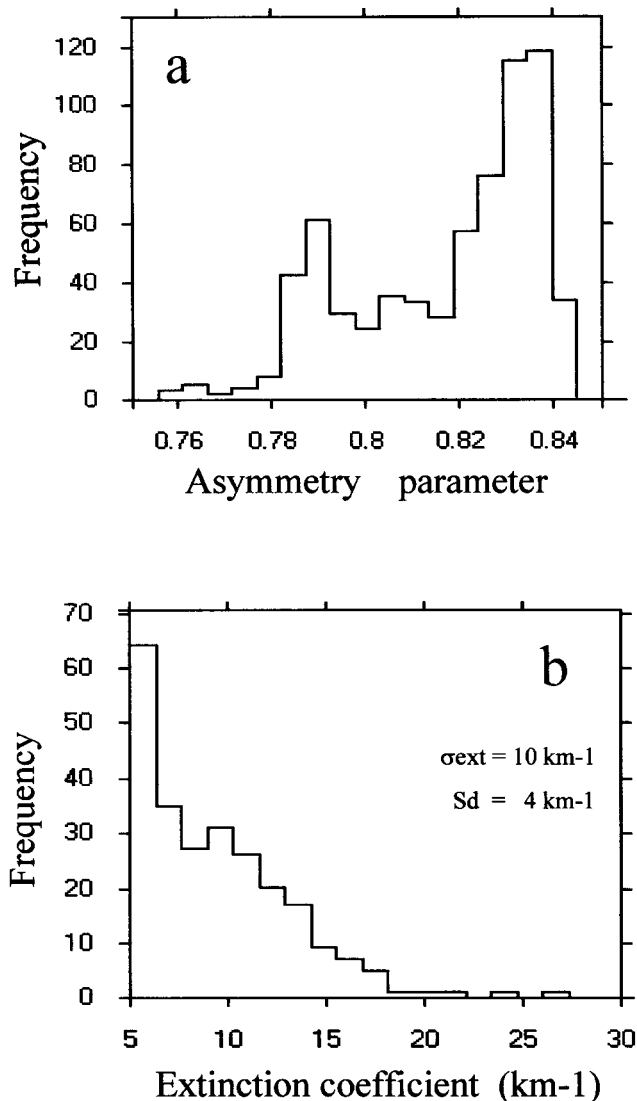 120
100
80
60
40
20
0
Frequency
a
0.76 0.78 0.8 0.82 0.84
Asymmetry parameter
70
60
50
40
30
20
10
0
Frequency
b
σext = 10 km-1
Sd = 4 km-1
5 10 15 20 25 30
Extinction coefficient (km-1)